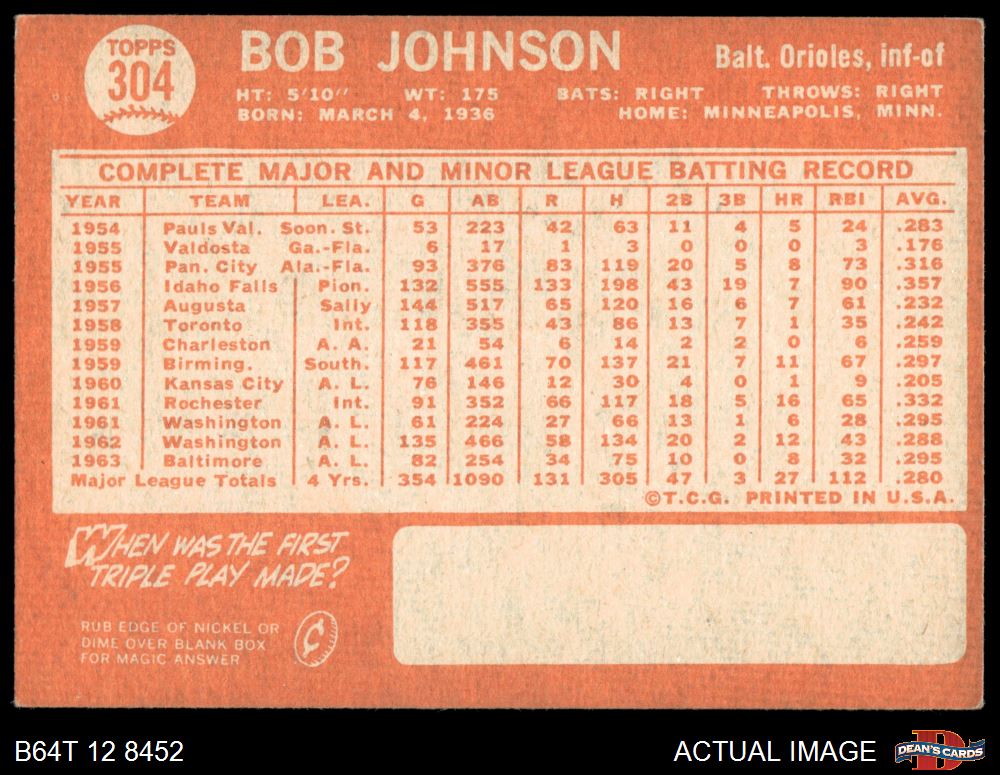 TOPPS
304
BOB JOHNSON
Balt. Orioles, inf-of
HT: 5'10" WT: 175 BATS: RIGHT THROWS: RIGHT
BORN: MARCH 4, 1936 HOME: MINNEAPOLIS, MINN.
COMPLETE MAJOR AND MINOR LEAGUE BATTING RECORD
YEAR TEAM LEA. G AB R H 2B 3B HR RBI AVG.
1954 Pauls Val. Soon. St. 53 223 42 63 11 4 5 24 .283
1955 Valdosta Ga.-Fla. 6 17 1 3 0 0 0 3 .176
1955 Pan. City Ala.-Fla. 93 376 83 119 20 5 8 73 .316
1956 Idaho Falls Pion. 132 555 133 198 43 19 7 90 .357
1957 Augusta Sally 144 517 65 120 16 6 7 61 .232
1958 Toronto Int. 118 355 43 86 13 7 1 35 .242
1959 Charleston A. A. 21 54 6 14 2 2 0 6 .259
1959 Birming. South. 117 461 70 137 21 7 11 67 .297
1960 Kansas City A. L. 76 146 12 30 4 0 1 9 .205
1961 Rochester Int. 91 352 66 117 18 5 16 65 .332
1961 Washington A. L. 61 224 27 66 13 1 6 28 .295
1962 Washington A. L. 135 466 58 134 20 2 12 43 .288
1963 Baltimore A. L. 82 254 34 75 10 0 8 32 .295
Major League Totals 4 Yrs. 354 1090 131 305 47 3 27 112 .280
©T.C.G. PRINTED IN U.S.A.
WHEN WAS THE FIRST
TRIPLE PLAY MADE?
RUB EDGE OF NICKEL OR
DIME OVER BLANK BOX
FOR MAGIC ANSWER
¢
B64T 12 8452
ACTUAL IMAGE
DEAN'S CARDS